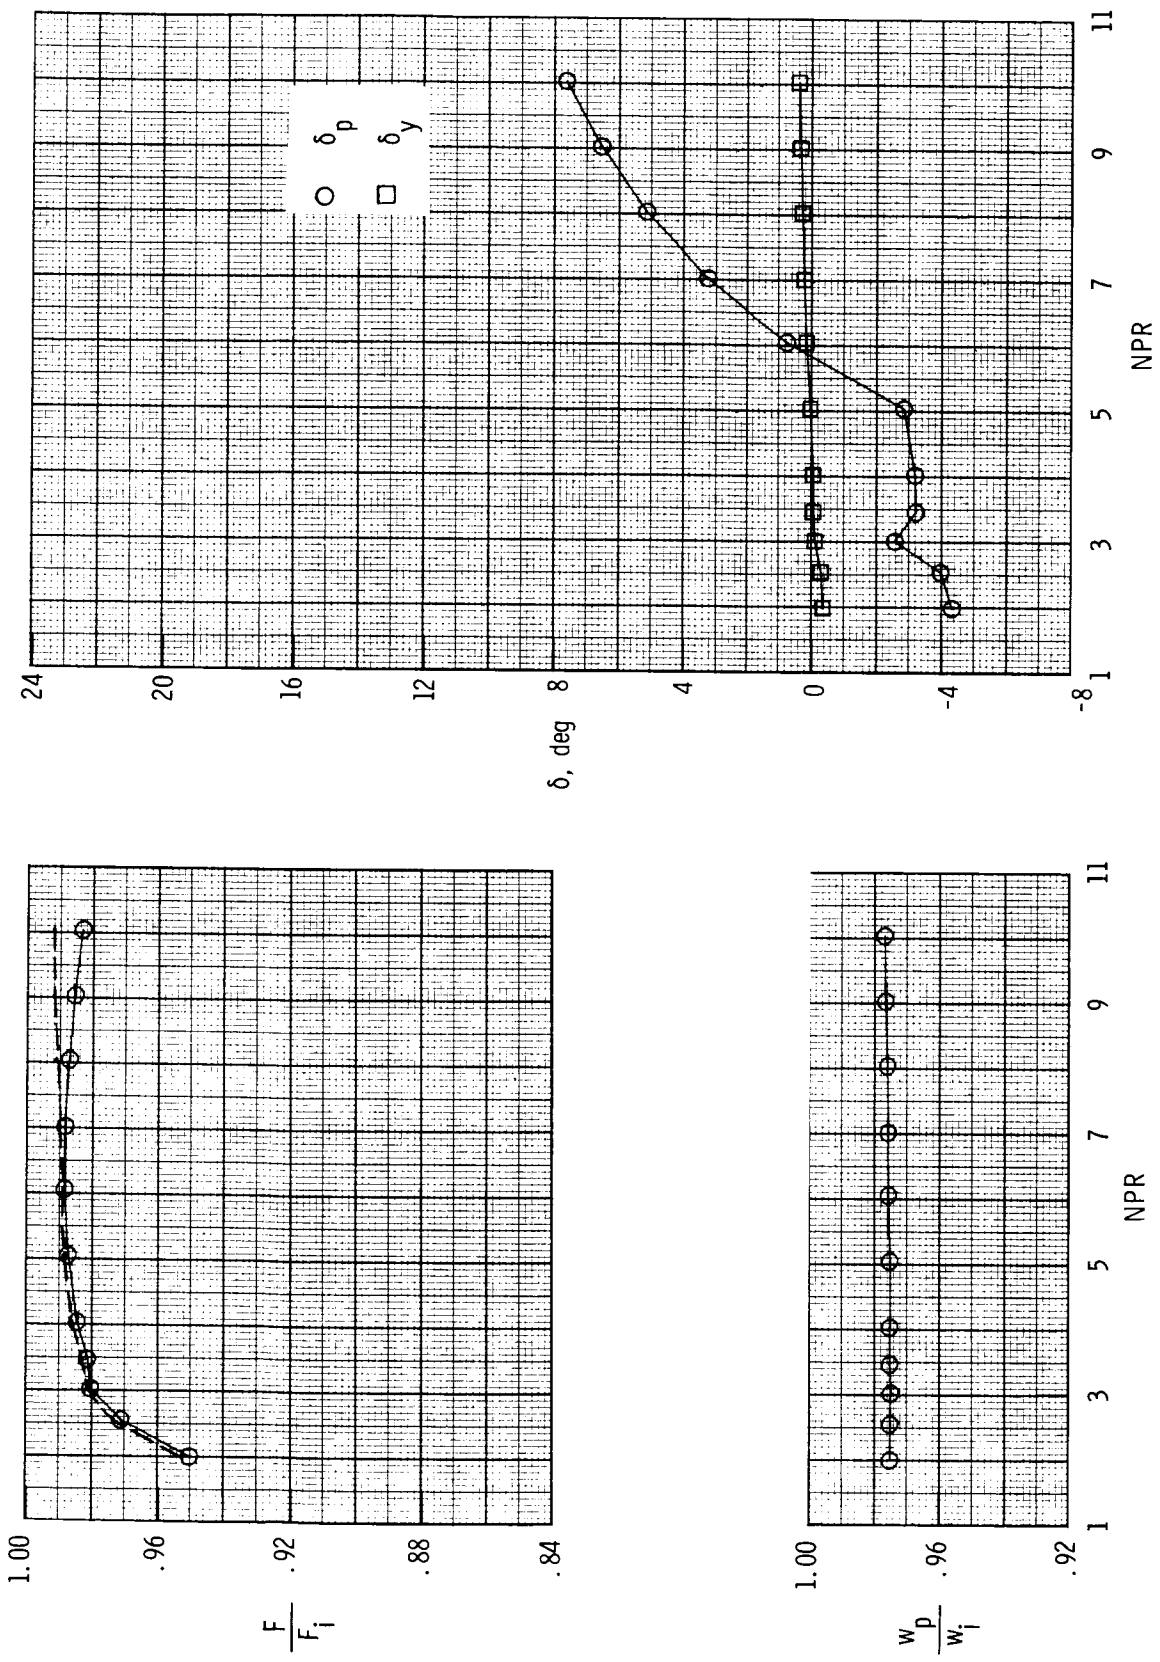 1.00
.96
.92
.88
.84
F
F_i
1.00
.96
.92
w_p
w_i
1 3 5 7 9 11
NPR
24
20
16
12
8
4
0
-4
-8
δ, deg
○ δ_p
□ δ_y
1 3 5 7 9 11
NPR